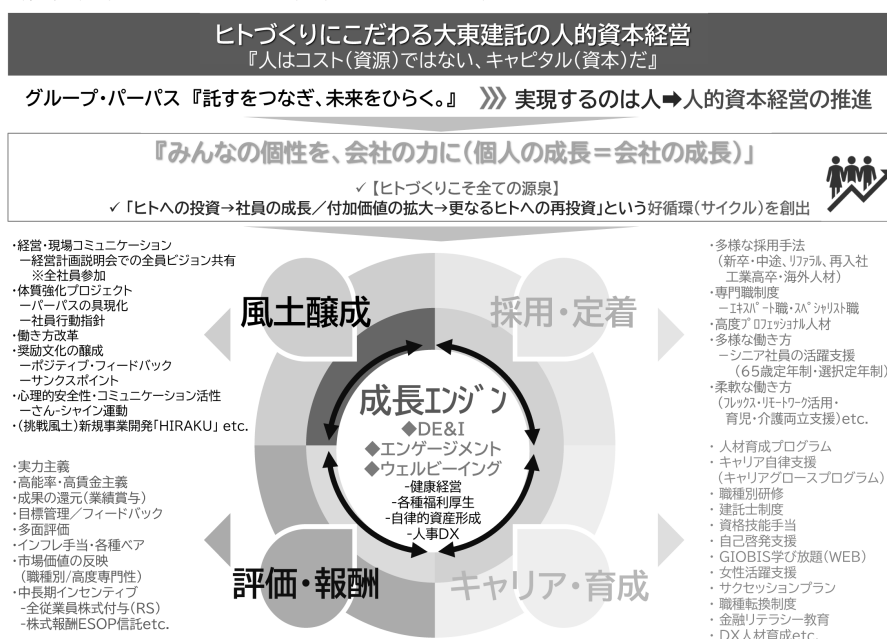 ヒトづくりにこだわる大東建託の人的資本経営
『人はコスト(資源)ではない、キャピタル(資本)だ』
グループ・パーパス 『託すをつなぎ、未来をひらく。』 》》 実現するのは人➡人的資本経営の推進
『みんなの個性を、会社の力に(個人の成長=会社の成長)」
✓【ヒトづくりこそ全ての源泉】
✓「ヒトへの投資→社員の成長/付加価値の拡大→更なるヒトへの再投資」という好循環(サイクル)を創出
・経営・現場コミュニケーション
ー経営計画説明会での全員ビジョン共有
※全社員参加
・体質強化プロジェクト
ーパーパスの具現化
ー社員行動指針
・働き方改革
・奨励文化の醸成
ーポジティブ・フィードバック
ーサンクスポイント
・心理的安全性・コミュニケーション活性
ーさん-シャイン運動
・(挑戦風土)新規事業開発「HIRAKU」 etc.
風土醸成
採用・定着
・多様な採用手法
(新卒・中途、リファラル、再入社
工業高卒・海外人材)
・専門職制度
ーエキスパート職・スペシャリスト職
・高度プロフェッショナル人材
・多様な働き方
ーシニア社員の活躍支援
(65歳定年制・選択定年制)
・柔軟な働き方
(フレックス・リモートワーク活用・
育児・介護両立支援)etc.
成長エンジン
◆DE&I
◆エンゲージメント
◆ウェルビーイング
-健康経営
-各種福利厚生
-自律的資産形成
-人事DX
・実力主義
・高能率・高賃金主義
・成果の還元(業績賞与)
・目標管理/フィードバック
・多面評価
・インフレ手当・各種ベア
・市場価値の反映
(職種別/高度専門性)
・中長期インセンティブ
-全従業員株式付与(RS)
-株式報酬ESOP信託etc.
評価・報酬
キャリア・育成
・人材育成プログラム
・キャリア自律支援
(キャリアグロースプログラム)
・職種別研修
・建託士制度
・資格技能手当
・自己啓発支援
・GIOBIS学び放題(WEB)
・女性活躍支援
・サクセッションプラン
・職種転換制度
・金融リテラシー教育
・DX人材育成etc.